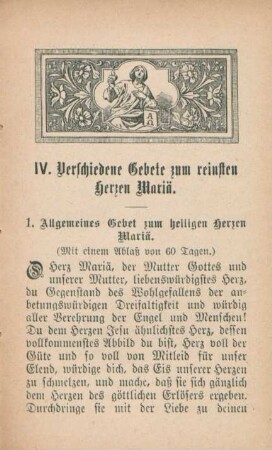 A Ω
IV. Verschiedene Gebete zum reinsten
Herzen Mariä.
1. Allgemeines Gebet zum heiligen Herzen
Mariä.
(Mit einem Ablaß von 60 Tagen.)
O Herz Mariä, der Mutter Gottes und
unserer Mutter, liebenswürdigstes Herz,
du Gegenstand des Wohlgefallens der an-
betungswürdigen Dreifaltigkeit und würdig
aller Verehrung der Engel und Menschen!
Du dem Herzen Jesu ähnlichstes Herz, dessen
vollkommenstes Abbild du bist, Herz voll der
Güte und so voll von Mitleid für unser
Elend, würdige dich, das Eis unserer Herzen
zu schmelzen, und mache, daß sie sich gänzlich
dem Herzen des göttlichen Erlösers ergeben.
Durchdringe sie mit der Liebe zu deinen